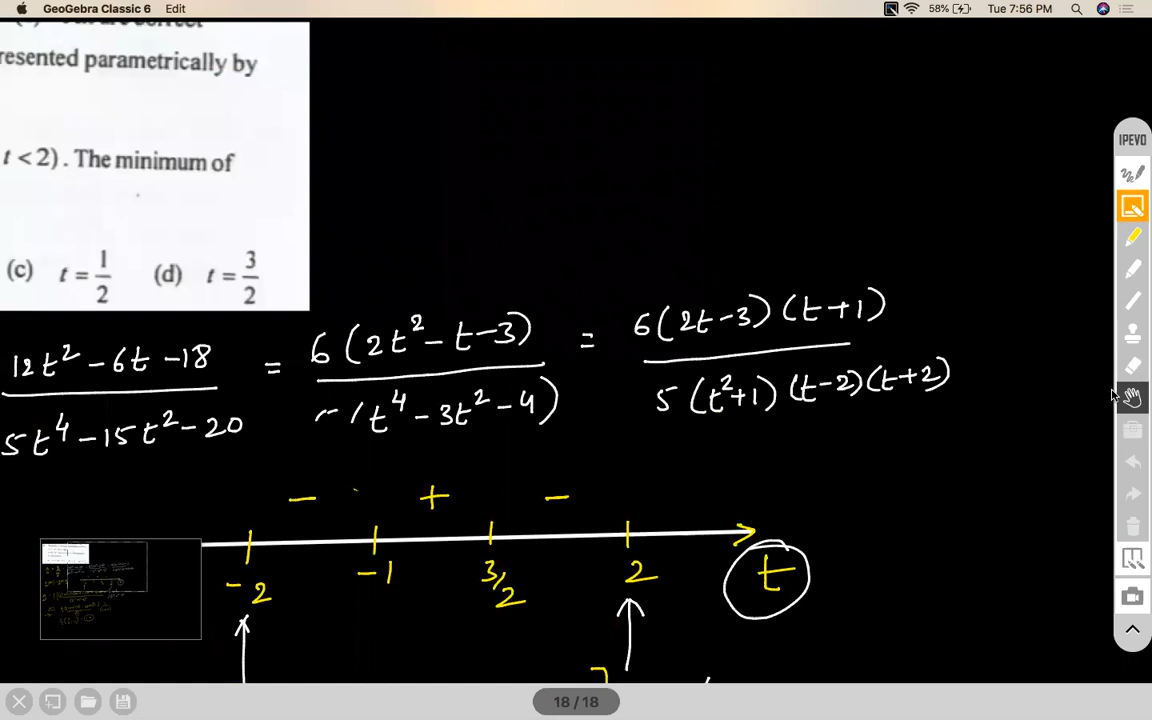 GeoGebra Classic 6 Edit 58% Tue 7:56 PM
resented parametrically by
t < 2). The minimum of
(c) t = 1/2 (d) t = 3/2
IPEVO
12t² - 6t - 18 / 5t⁴ - 15t² - 20 = 6(2t² - t - 3) / (t⁴ - 3t² - 4) = 6(2t-3)(t+1) / 5(t²+1)(t-2)(t+2)
- + -
-2 -1 3/2 2 t
18 / 18